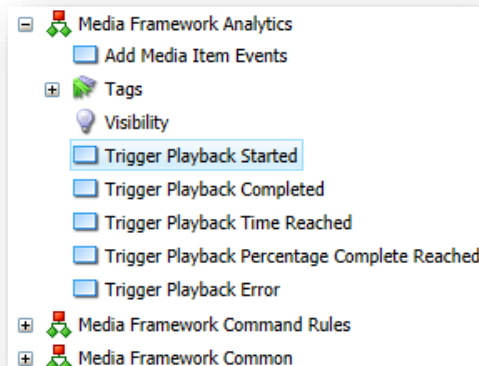 Media Framework Analytics
Add Media Item Events
Tags
Visibility
Trigger Playback Started
Trigger Playback Completed
Trigger Playback Time Reached
Trigger Playback Percentage Complete Reached
Trigger Playback Error
Media Framework Command Rules
Media Framework Common